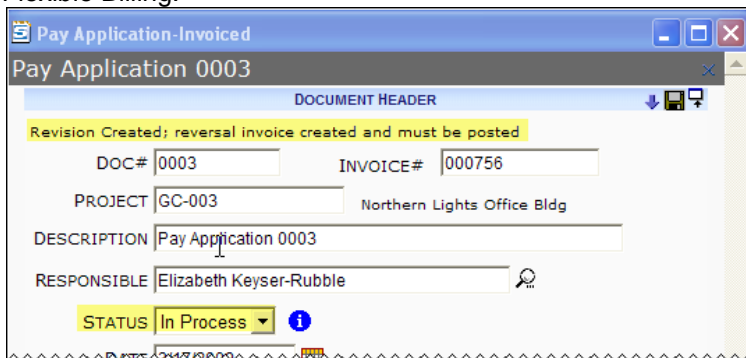 Pay Application-Invoiced
Pay Application 0003
DOCUMENT HEADER
Revision Created; reversal invoice created and must be posted
DOC# 0003 INVOICE# 000756
PROJECT GC-003 Northern Lights Office Bldg
DESCRIPTION Pay Application 0003
RESPONSIBLE Elizabeth Keyser-Rubble
STATUS In Process